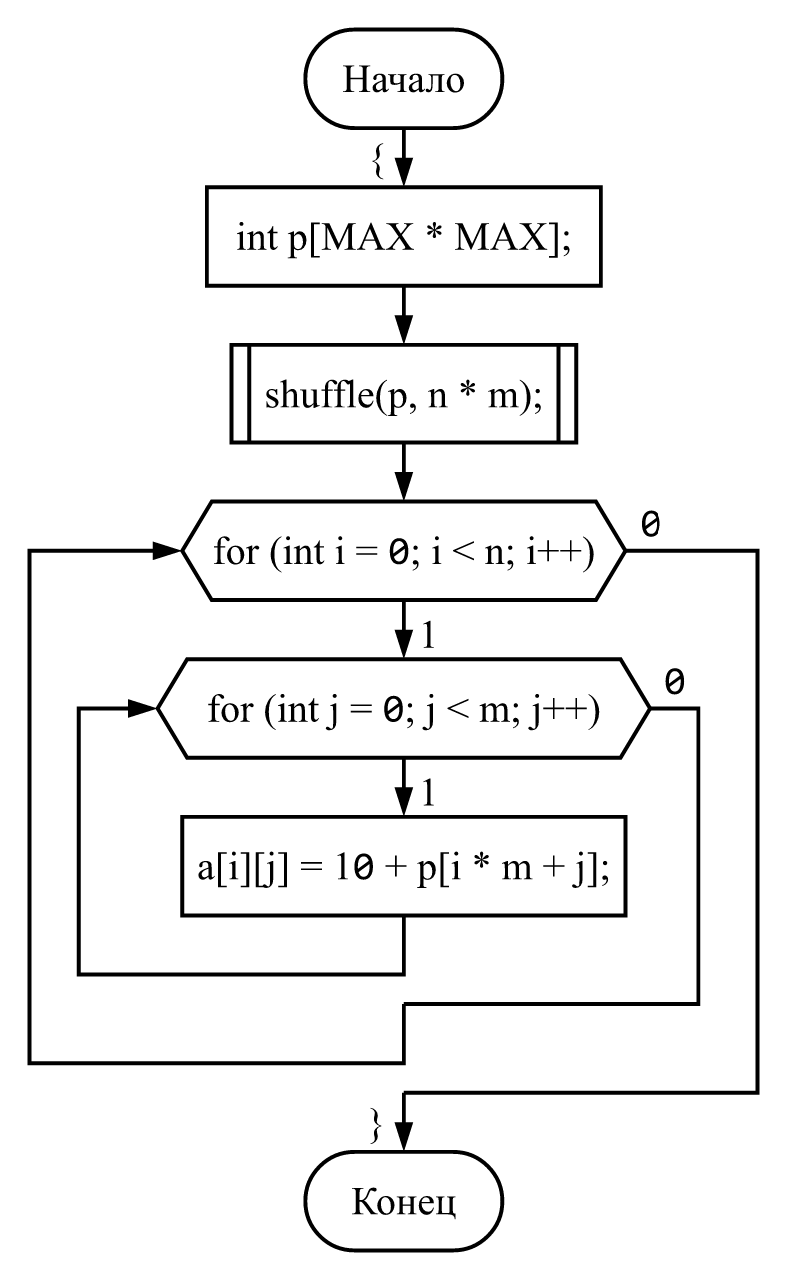 Начало
{
int p[MAX * MAX];
shuffle(p, n * m);
for (int i = 0; i < n; i++)
0
1
for (int j = 0; j < m; j++)
0
1
a[i][j] = 10 + p[i * m + j];
}
Конец